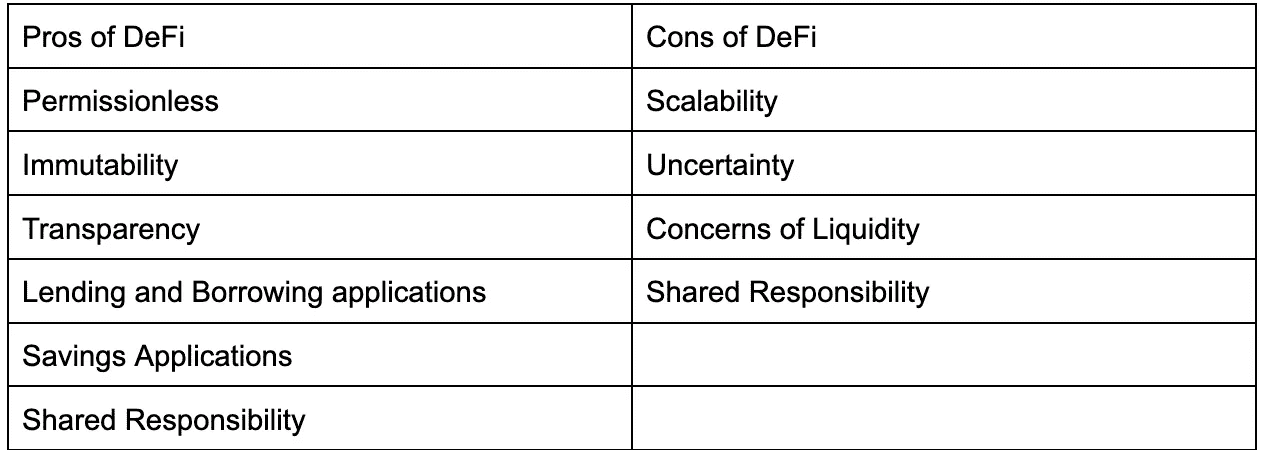 Pros of DeFi
Cons of DeFi
Permissionless
Scalability
Immutability
Uncertainty
Transparency
Concerns of Liquidity
Lending and Borrowing applications
Shared Responsibility
Savings Applications
Shared Responsibility